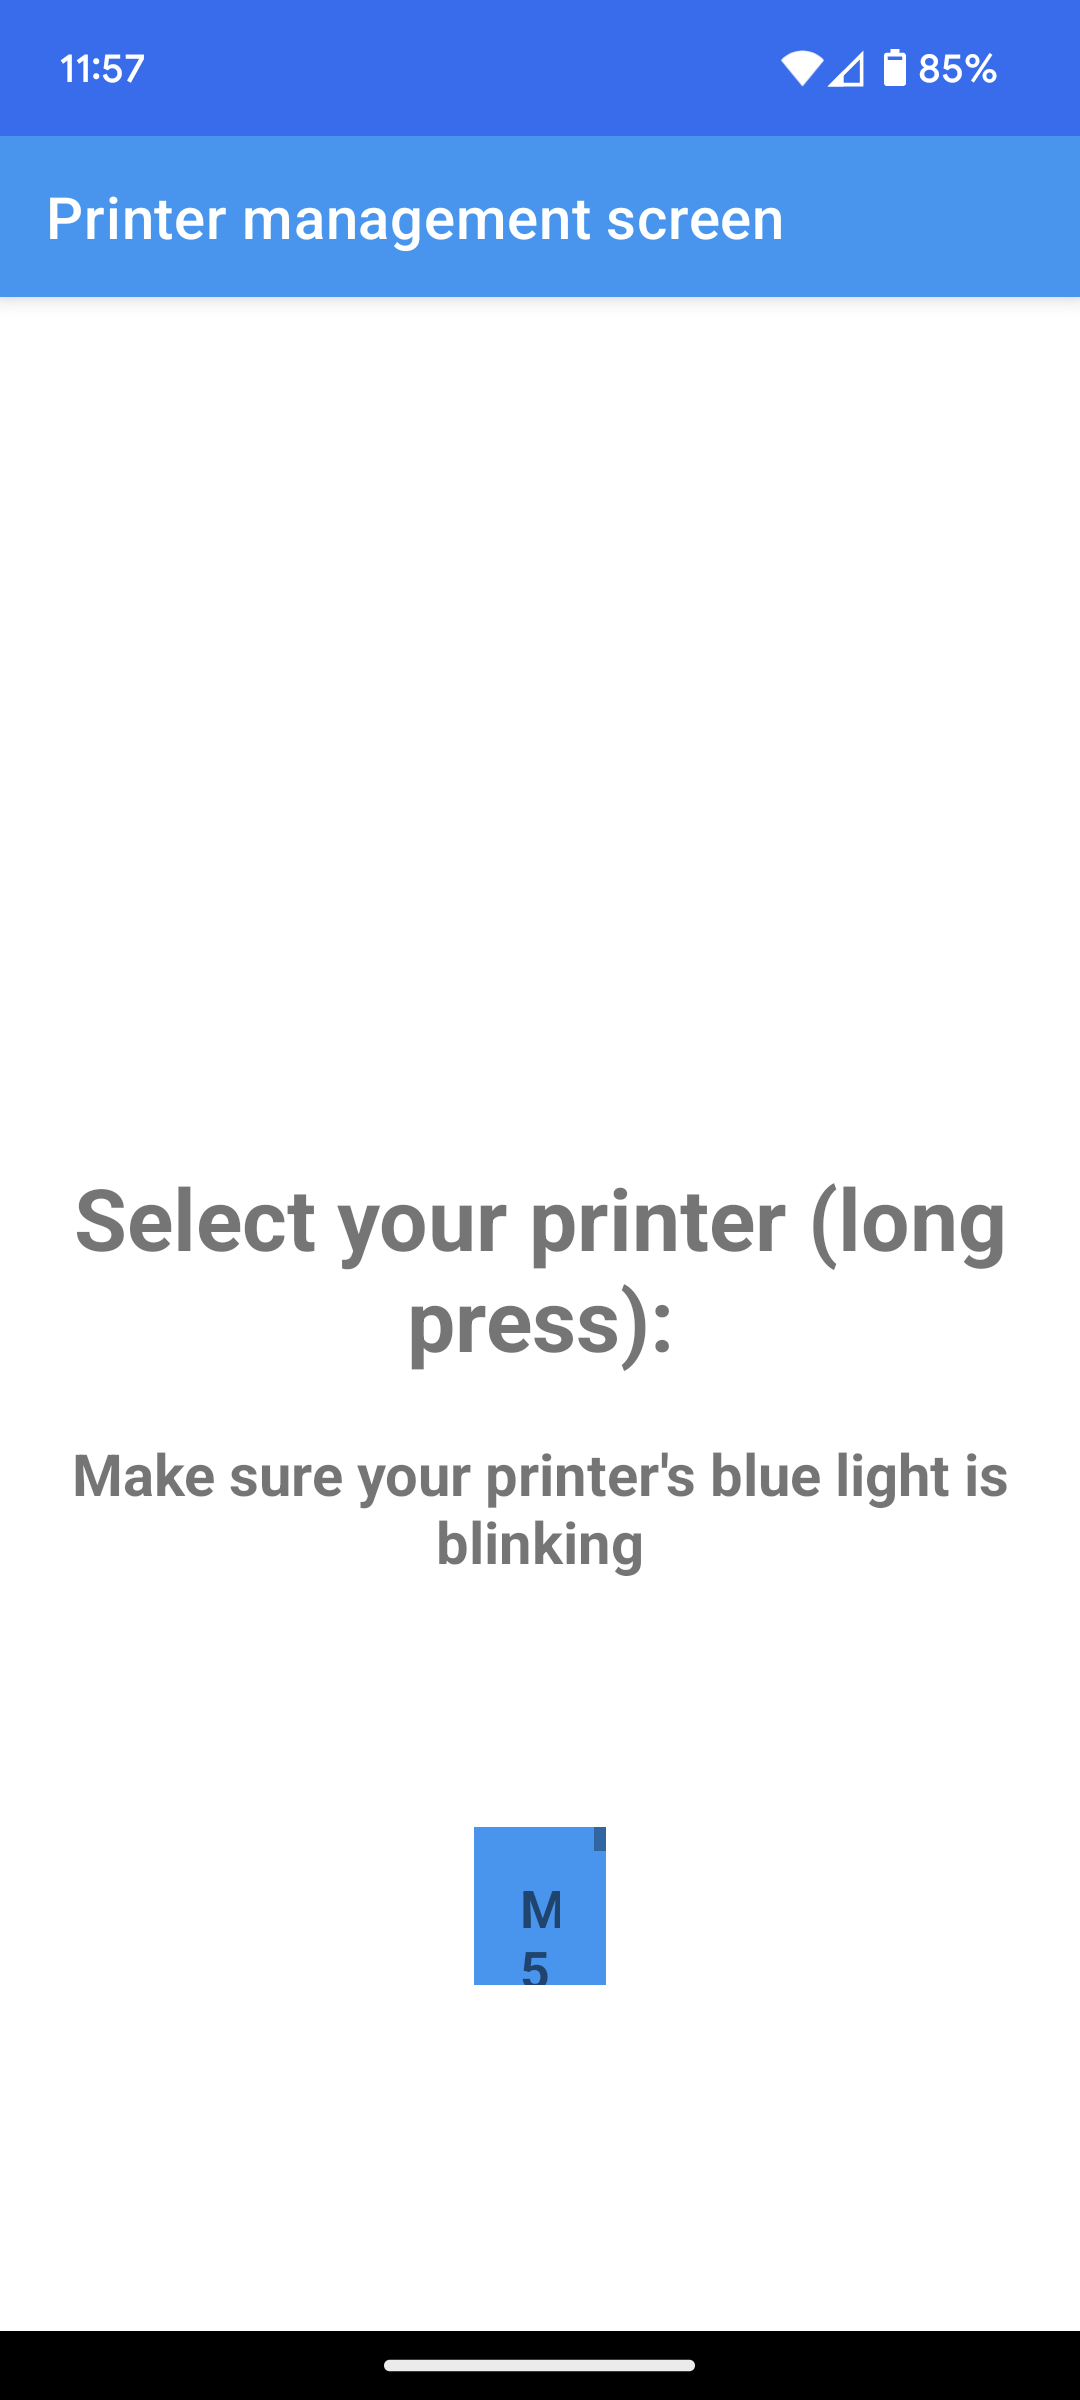 11:57 85%
Printer management screen
Select your printer (long
press):
Make sure your printer's blue light is
blinking
M
5